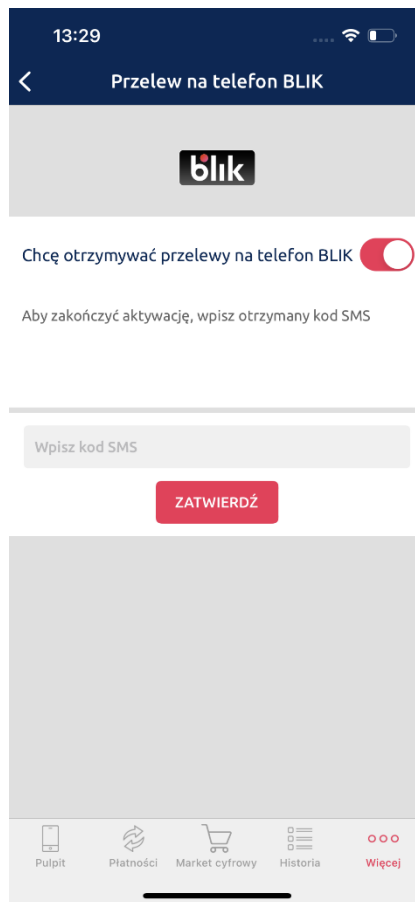 13:29
Przelew na telefon BLIK
blik
Chcę otrzymywać przelewy na telefon BLIK
Aby zakończyć aktywację, wpisz otrzymany kod SMS
Wpisz kod SMS
ZATWIERDŹ
Pulpit Płatności Market cyfrowy Historia Więcej